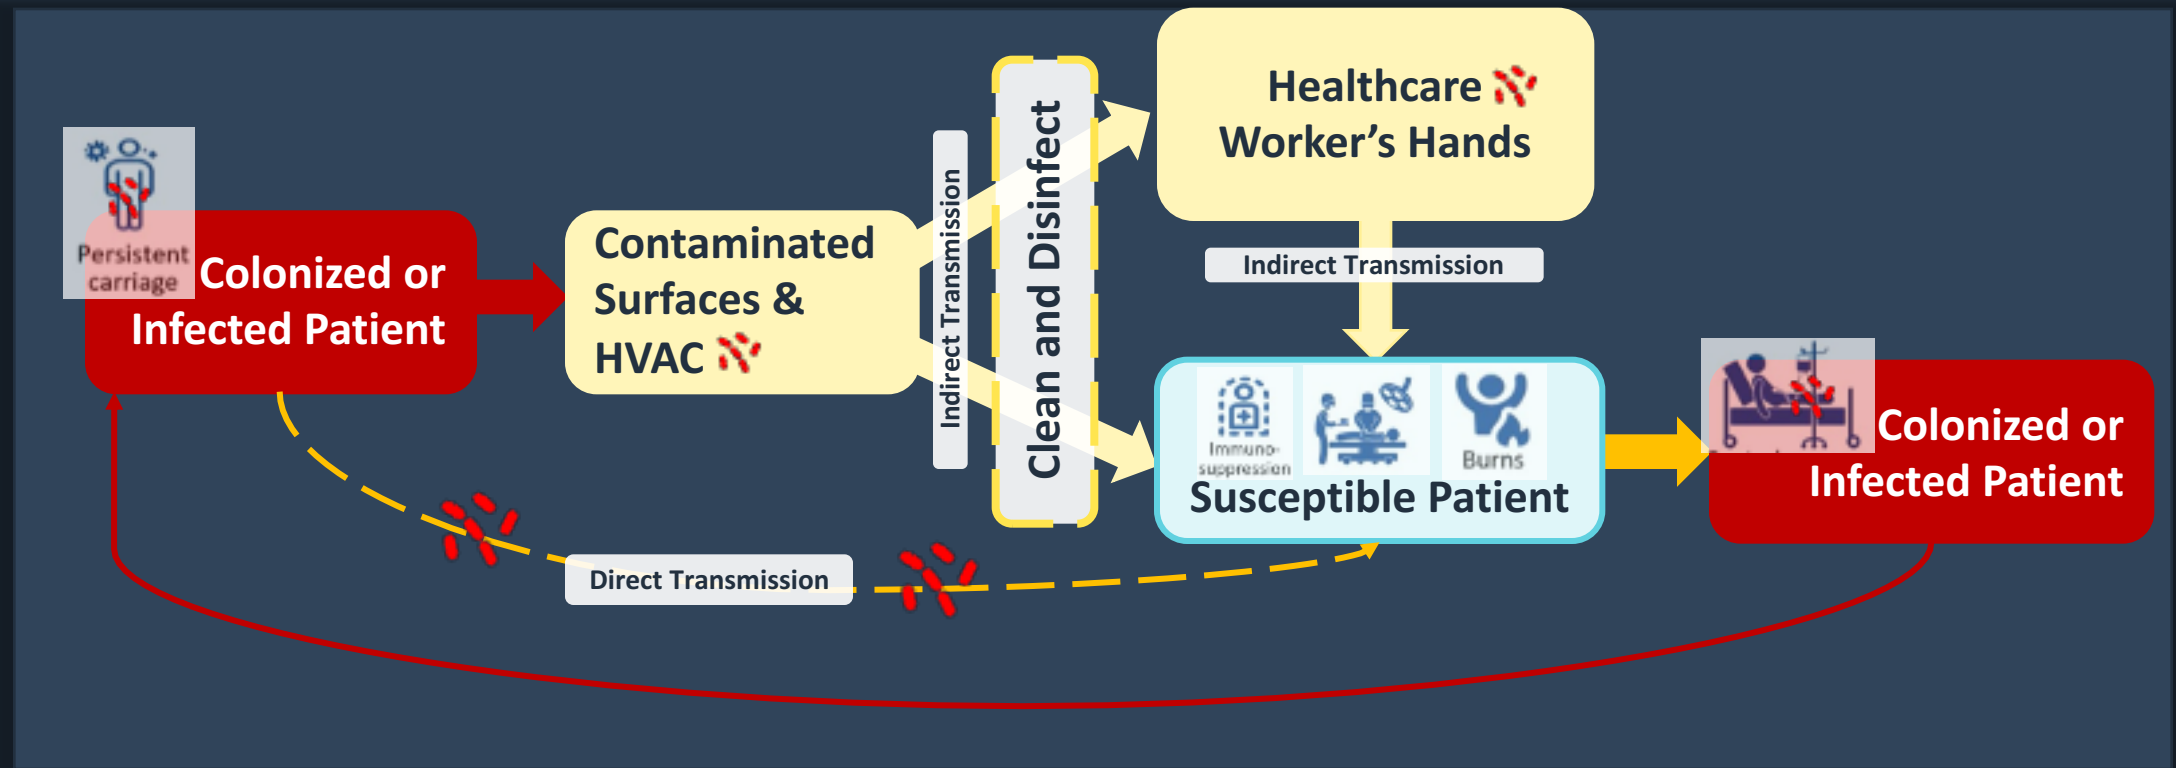 Persistent
carriage
Colonized or
Infected Patient
Contaminated
Surfaces &
HVAC
Indirect Transmission
Clean and Disinfect
Healthcare
Worker's Hands
Indirect Transmission
Immuno-
suppression
Burns
Susceptible Patient
Colonized or
Infected Patient
Direct Transmission